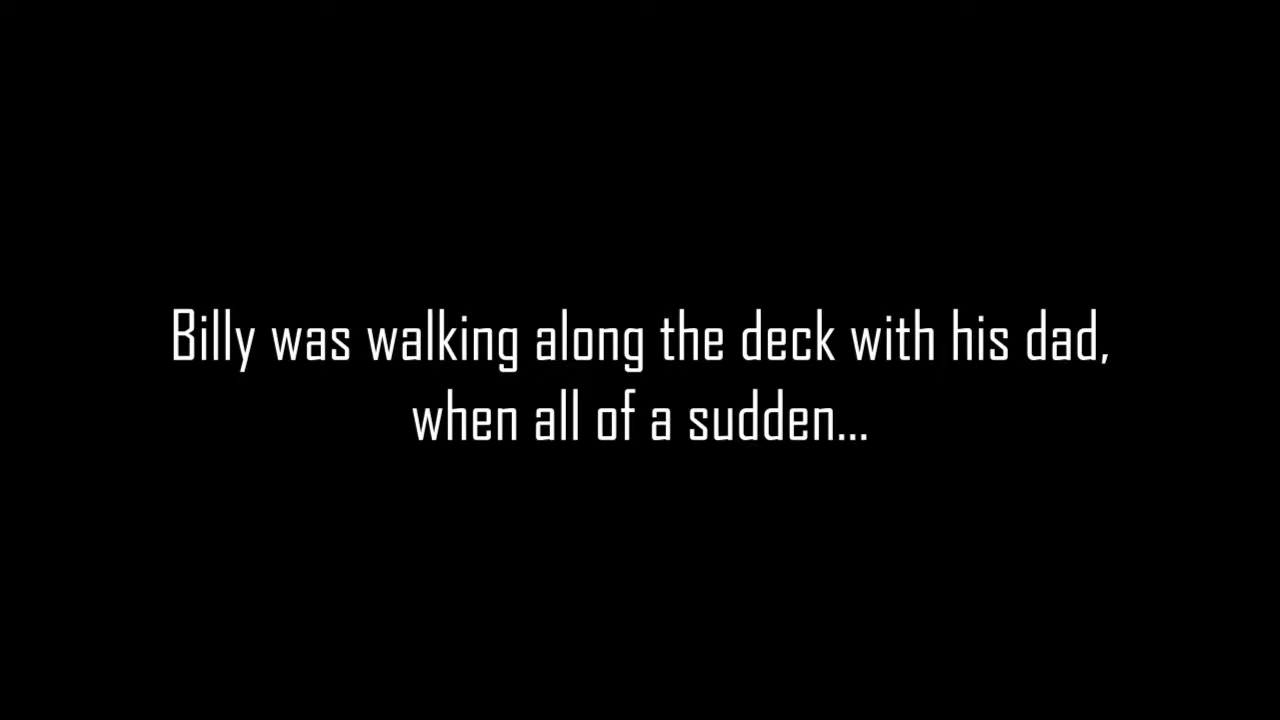 Billy was walking along the deck with his dad,
when all of a sudden...